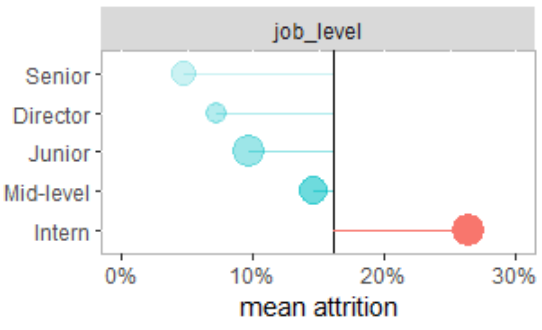 job_level
Senior
Director
Junior
Mid-level
Intern
0% 10% 20% 30%
mean attrition